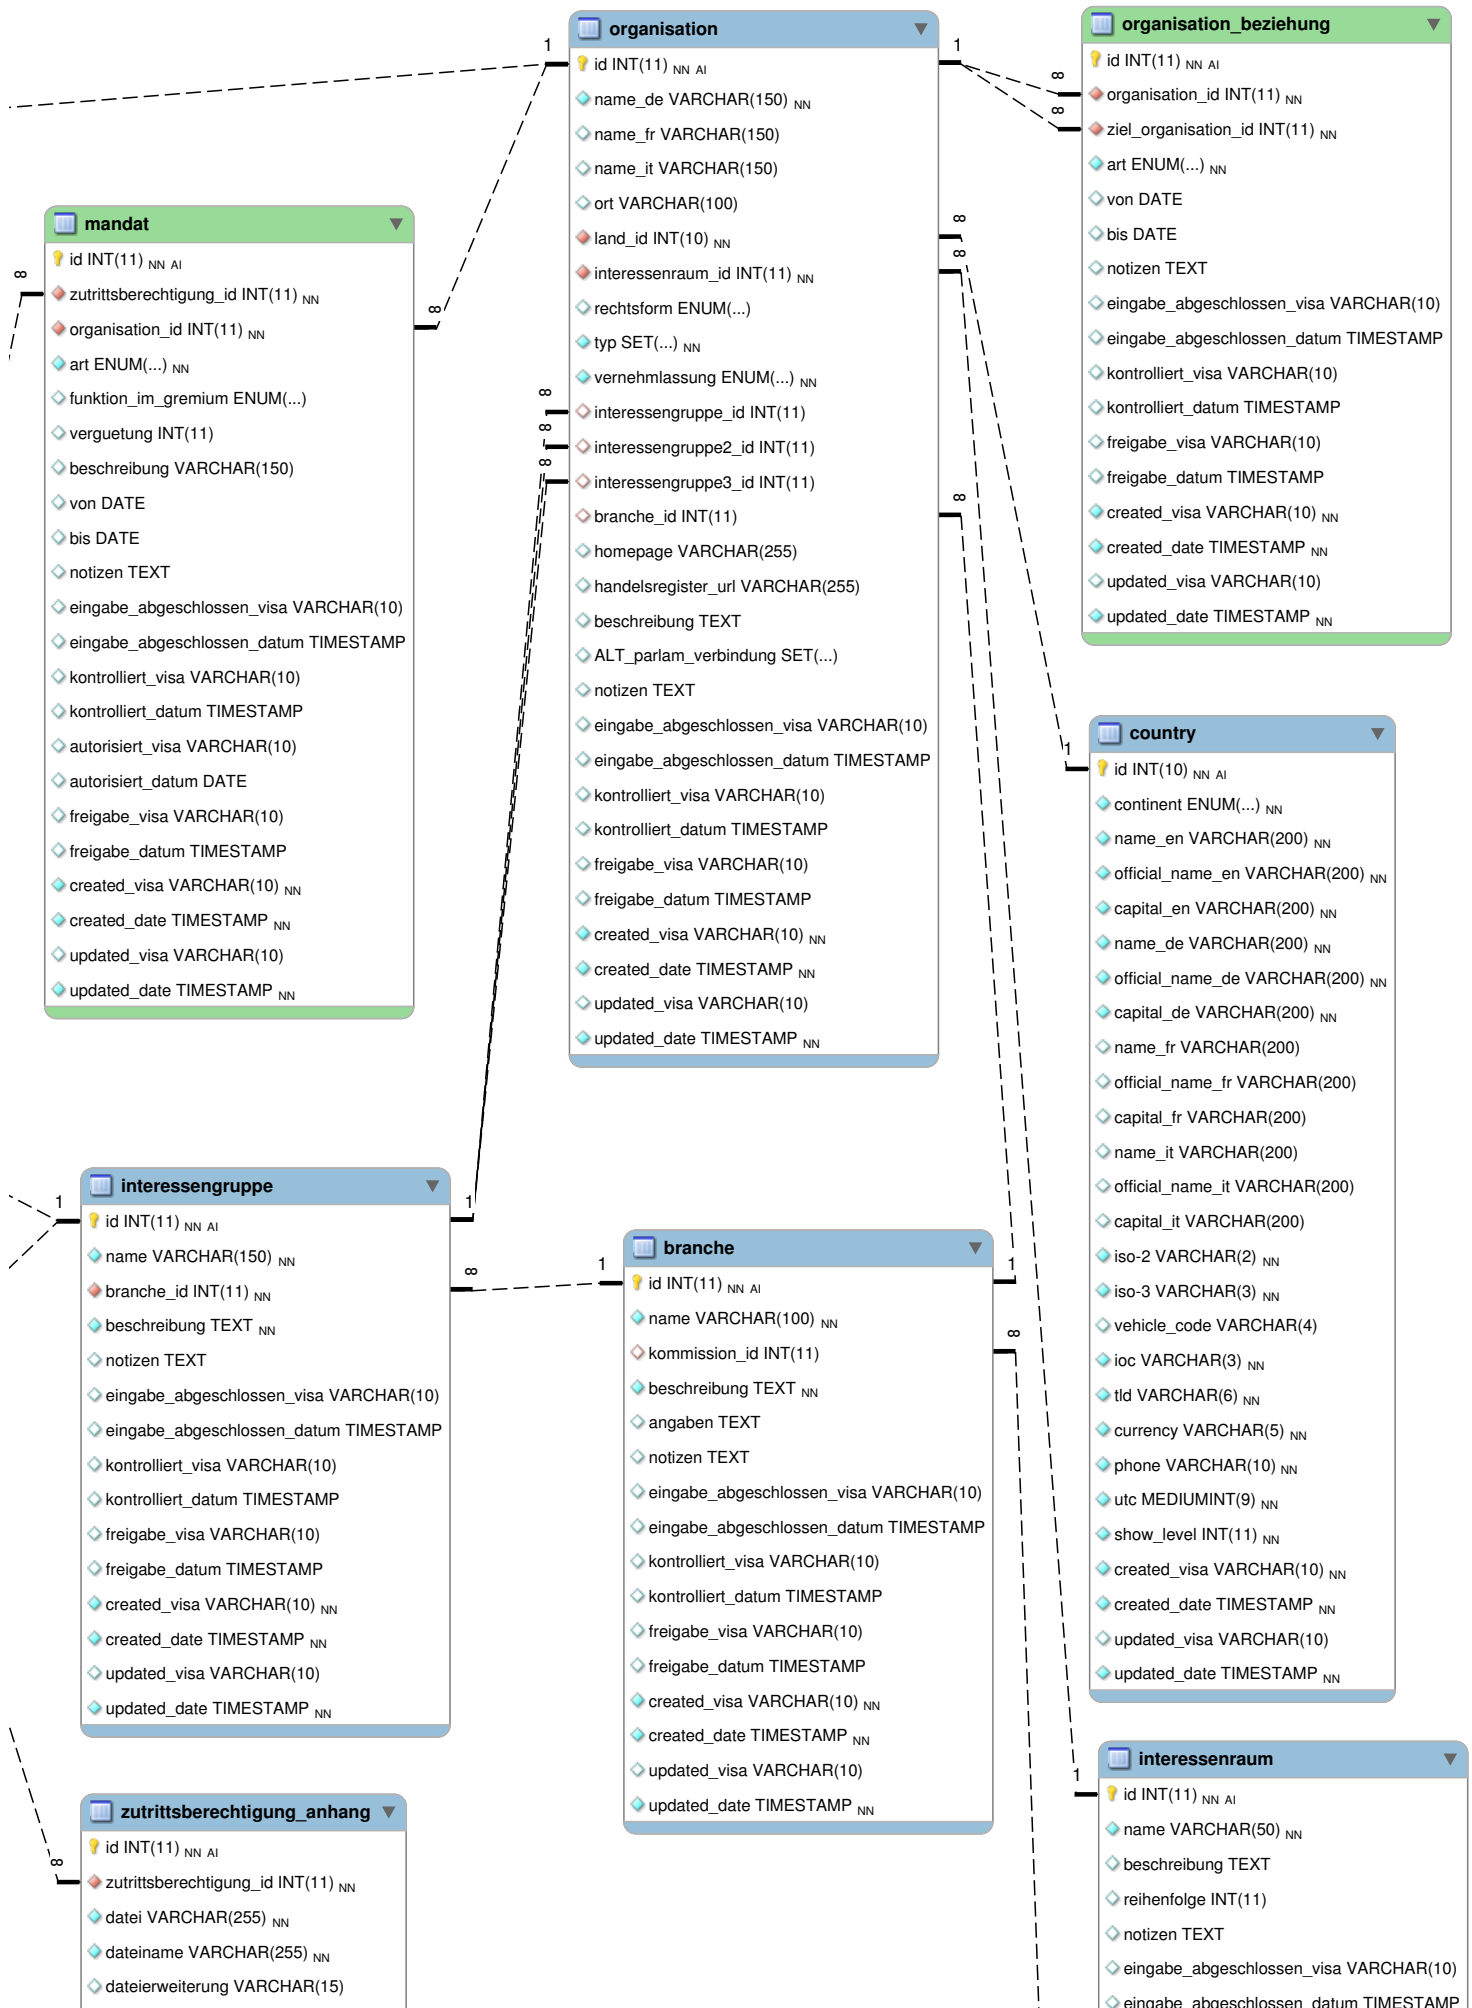 organisation
id INT(11) NN AI
name_de VARCHAR(150) NN
name_fr VARCHAR(150)
name_it VARCHAR(150)
ort VARCHAR(100)
land_id INT(10) NN
interessenraum_id INT(11) NN
rechtsform ENUM(...)
typ SET(...) NN
vernehmlassung ENUM(...) NN
interessengruppe_id INT(11)
interessengruppe2_id INT(11)
interessengruppe3_id INT(11)
branche_id INT(11)
homepage VARCHAR(255)
handelsregister_url VARCHAR(255)
beschreibung TEXT
ALT_parlam_verbindung SET(...)
notizen TEXT
eingabe_abgeschlossen_visa VARCHAR(10)
eingabe_abgeschlossen_datum TIMESTAMP
kontrolliert_visa VARCHAR(10)
kontrolliert_datum TIMESTAMP
freigabe_visa VARCHAR(10)
freigabe_datum TIMESTAMP
created_visa VARCHAR(10) NN
created_date TIMESTAMP NN
updated_visa VARCHAR(10)
updated_date TIMESTAMP NN
1
1
∞
∞
∞
∞
∞
∞
∞
∞
organisation_beziehung
id INT(11) NN AI
organisation_id INT(11) NN
ziel_organisation_id INT(11) NN
art ENUM(...) NN
von DATE
bis DATE
notizen TEXT
eingabe_abgeschlossen_visa VARCHAR(10)
eingabe_abgeschlossen_datum TIMESTAMP
kontrolliert_visa VARCHAR(10)
kontrolliert_datum TIMESTAMP
freigabe_visa VARCHAR(10)
freigabe_datum TIMESTAMP
created_visa VARCHAR(10) NN
created_date TIMESTAMP NN
updated_visa VARCHAR(10)
updated_date TIMESTAMP NN
mandat
id INT(11) NN AI
zutrittsberechtigung_id INT(11) NN
organisation_id INT(11) NN
art ENUM(...) NN
funktion_im_gremium ENUM(...)
verguetung INT(11)
beschreibung VARCHAR(150)
von DATE
bis DATE
notizen TEXT
eingabe_abgeschlossen_visa VARCHAR(10)
eingabe_abgeschlossen_datum TIMESTAMP
kontrolliert_visa VARCHAR(10)
kontrolliert_datum TIMESTAMP
autorisiert_visa VARCHAR(10)
autorisiert_datum DATE
freigabe_visa VARCHAR(10)
freigabe_datum TIMESTAMP
created_visa VARCHAR(10) NN
created_date TIMESTAMP NN
updated_visa VARCHAR(10)
updated_date TIMESTAMP NN
∞
∞
country
1
id INT(10) NN AI
continent ENUM(...) NN
name_en VARCHAR(200) NN
official_name_en VARCHAR(200) NN
capital_en VARCHAR(200) NN
name_de VARCHAR(200) NN
official_name_de VARCHAR(200) NN
capital_de VARCHAR(200) NN
name_fr VARCHAR(200)
official_name_fr VARCHAR(200)
capital_fr VARCHAR(200)
name_it VARCHAR(200)
official_name_it VARCHAR(200)
capital_it VARCHAR(200)
iso-2 VARCHAR(2) NN
iso-3 VARCHAR(3) NN
vehicle_code VARCHAR(4)
ioc VARCHAR(3) NN
tld VARCHAR(6) NN
currency VARCHAR(5) NN
phone VARCHAR(10) NN
utc MEDIUMINT(9) NN
show_level INT(11) NN
created_visa VARCHAR(10) NN
created_date TIMESTAMP NN
updated_visa VARCHAR(10)
updated_date TIMESTAMP NN
interessengruppe
1
1
id INT(11) NN AI
name VARCHAR(150) NN
branche_id INT(11) NN
beschreibung TEXT NN
notizen TEXT
eingabe_abgeschlossen_visa VARCHAR(10)
eingabe_abgeschlossen_datum TIMESTAMP
kontrolliert_visa VARCHAR(10)
kontrolliert_datum TIMESTAMP
freigabe_visa VARCHAR(10)
freigabe_datum TIMESTAMP
created_visa VARCHAR(10) NN
created_date TIMESTAMP NN
updated_visa VARCHAR(10)
updated_date TIMESTAMP NN
∞
branche
1
1
∞
id INT(11) NN AI
name VARCHAR(100) NN
kommission_id INT(11)
beschreibung TEXT NN
angaben TEXT
notizen TEXT
eingabe_abgeschlossen_visa VARCHAR(10)
eingabe_abgeschlossen_datum TIMESTAMP
kontrolliert_visa VARCHAR(10)
kontrolliert_datum TIMESTAMP
freigabe_visa VARCHAR(10)
freigabe_datum TIMESTAMP
created_visa VARCHAR(10) NN
created_date TIMESTAMP NN
updated_visa VARCHAR(10)
updated_date TIMESTAMP NN
zutrittsberechtigung_anhang
∞
id INT(11) NN AI
zutrittsberechtigung_id INT(11) NN
datei VARCHAR(255) NN
dateiname VARCHAR(255) NN
dateierweiterung VARCHAR(15)
interessenraum
1
id INT(11) NN AI
name VARCHAR(50) NN
beschreibung TEXT
reihenfolge INT(11)
notizen TEXT
eingabe_abgeschlossen_visa VARCHAR(10)
eingabe_abgeschlossen_datum TIMESTAMP